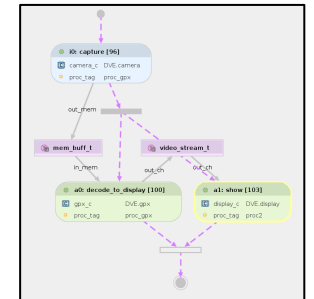 i0: capture [96]
camera_c DVE.camera
proc_tag proc_gpx
out_mem
mem_buff_t video_stream_t
in_mem out_ch out_ch
a0: decode_to_display [100] a1: show [103]
gpx_c DVE.gpx display_c DVE.display
proc_tag proc_gpx proc_tag proc2